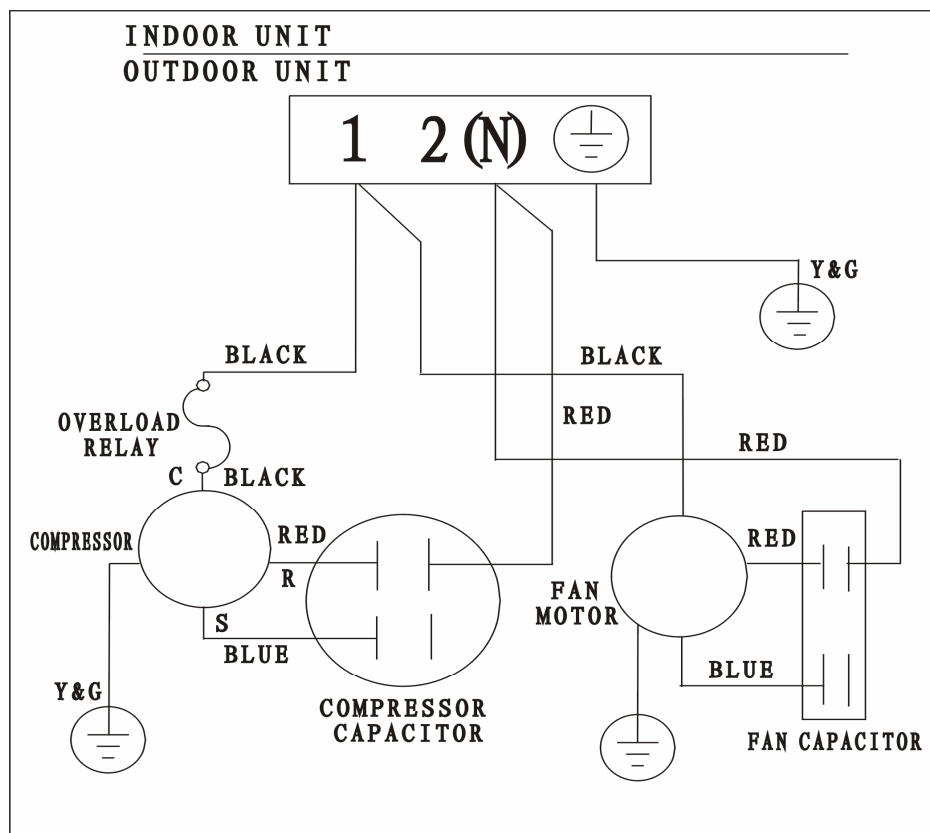 INDOOR UNIT
OUTDOOR UNIT
1 2 (N)
Y&G
BLACK
BLACK
OVERLOAD
RELAY
RED
RED
C
BLACK
COMPRESSOR
RED
RED
R
FAN
MOTOR
S
BLUE
BLUE
Y&G
COMPRESSOR
CAPACITOR
FAN CAPACITOR